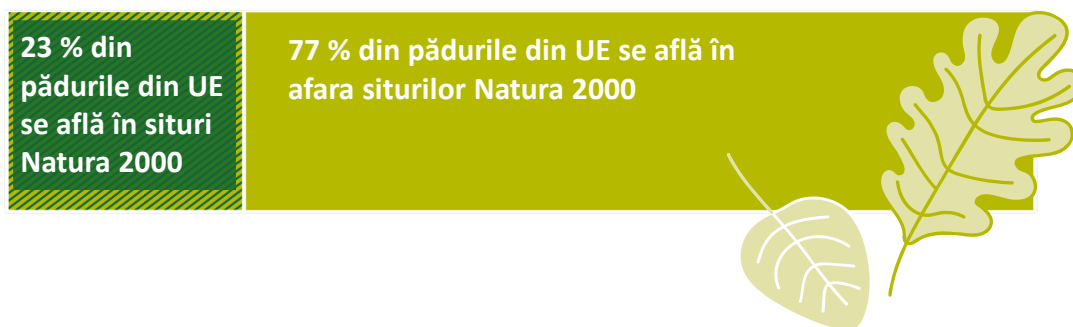 23 % din
pădurile din UE
se află în situri
Natura 2000
77 % din pădurile din UE se află în
afara siturilor Natura 2000